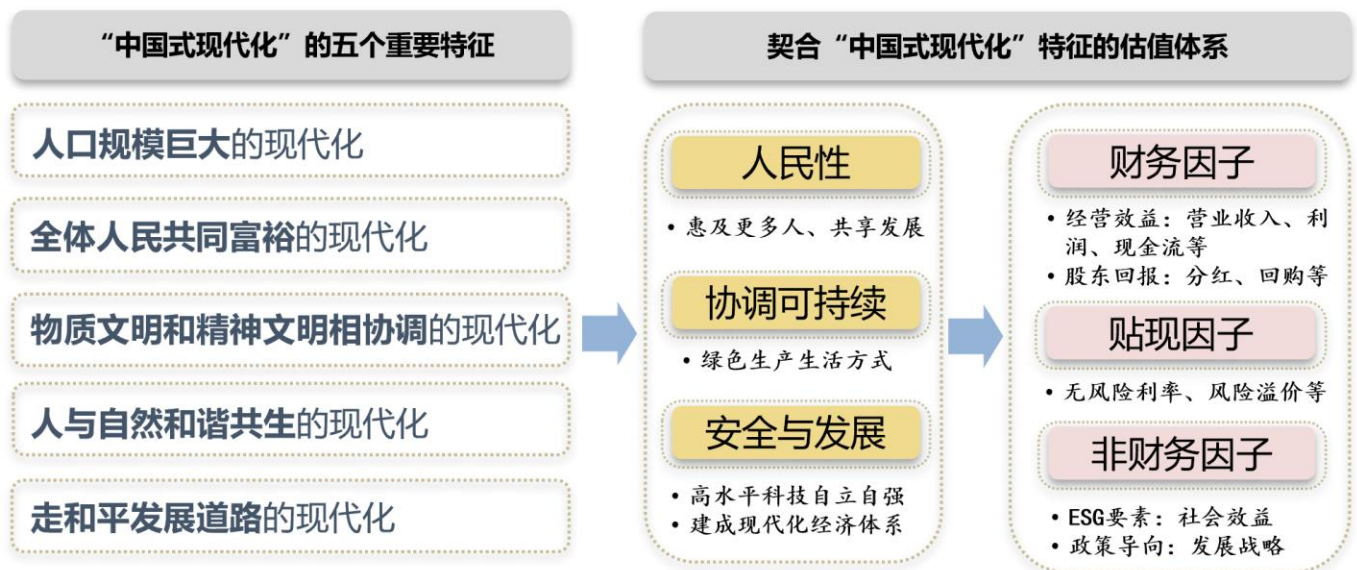 “中国式现代化”的五个重要特征
人口规模巨大的现代化
全体人民共同富裕的现代化
物质文明和精神文明相协调的现代化
人与自然和谐共生的现代化
走和平发展道路的现代化
契合“中国式现代化”特征的估值体系
人民性
• 惠及更多人、共享发展
协调可持续
• 绿色生产生活方式
安全与发展
• 高水平科技自立自强
• 建成现代化经济体系
财务因子
• 经营效益：营业收入、利
润、现金流等
• 股东回报：分红、回购等
贴现因子
• 无风险利率、风险溢价等
非财务因子
• ESG要素：社会效益
• 政策导向：发展战略